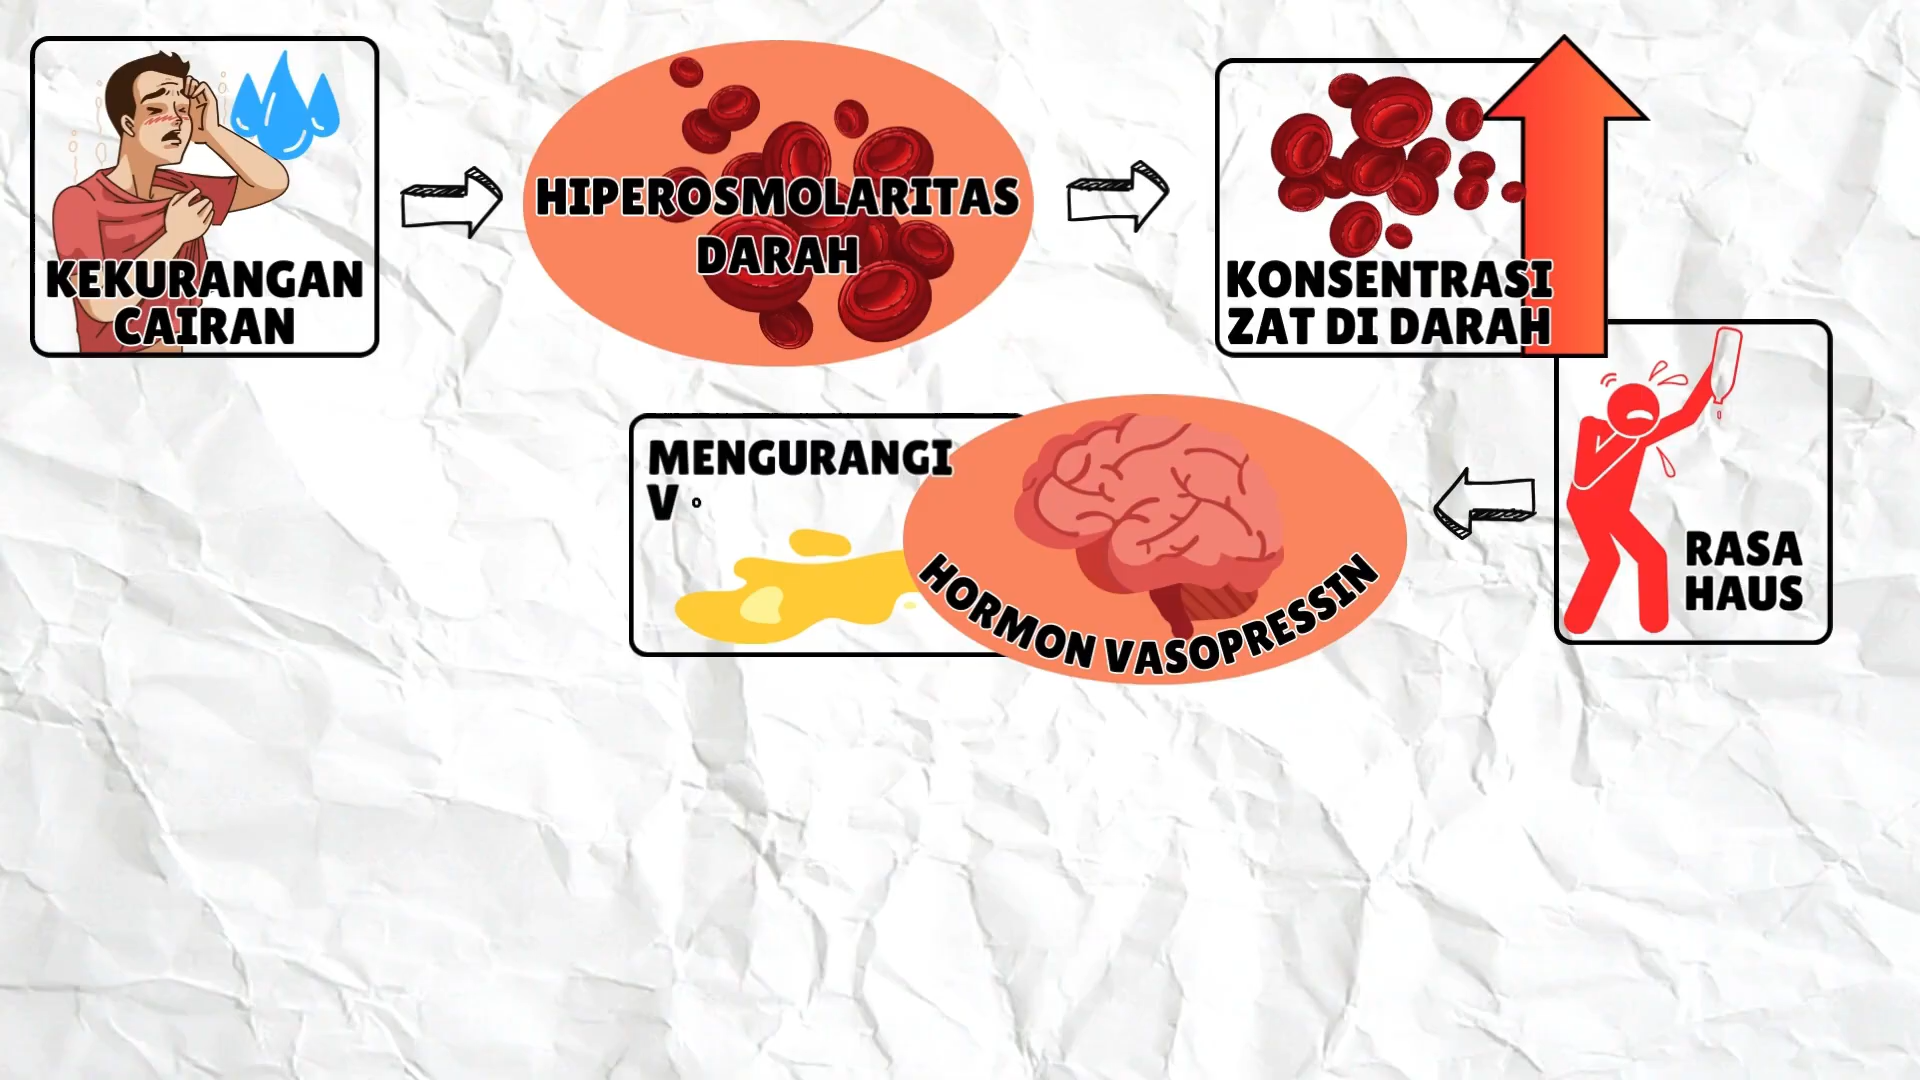 KEKURANGAN
CAIRAN
HIPEROSMOLARITAS
DARAH
KONSENTRASI
ZAT DI DARAH
RASA
HAUS
HORMON VASOPRESSIN
MENGURANGI
V